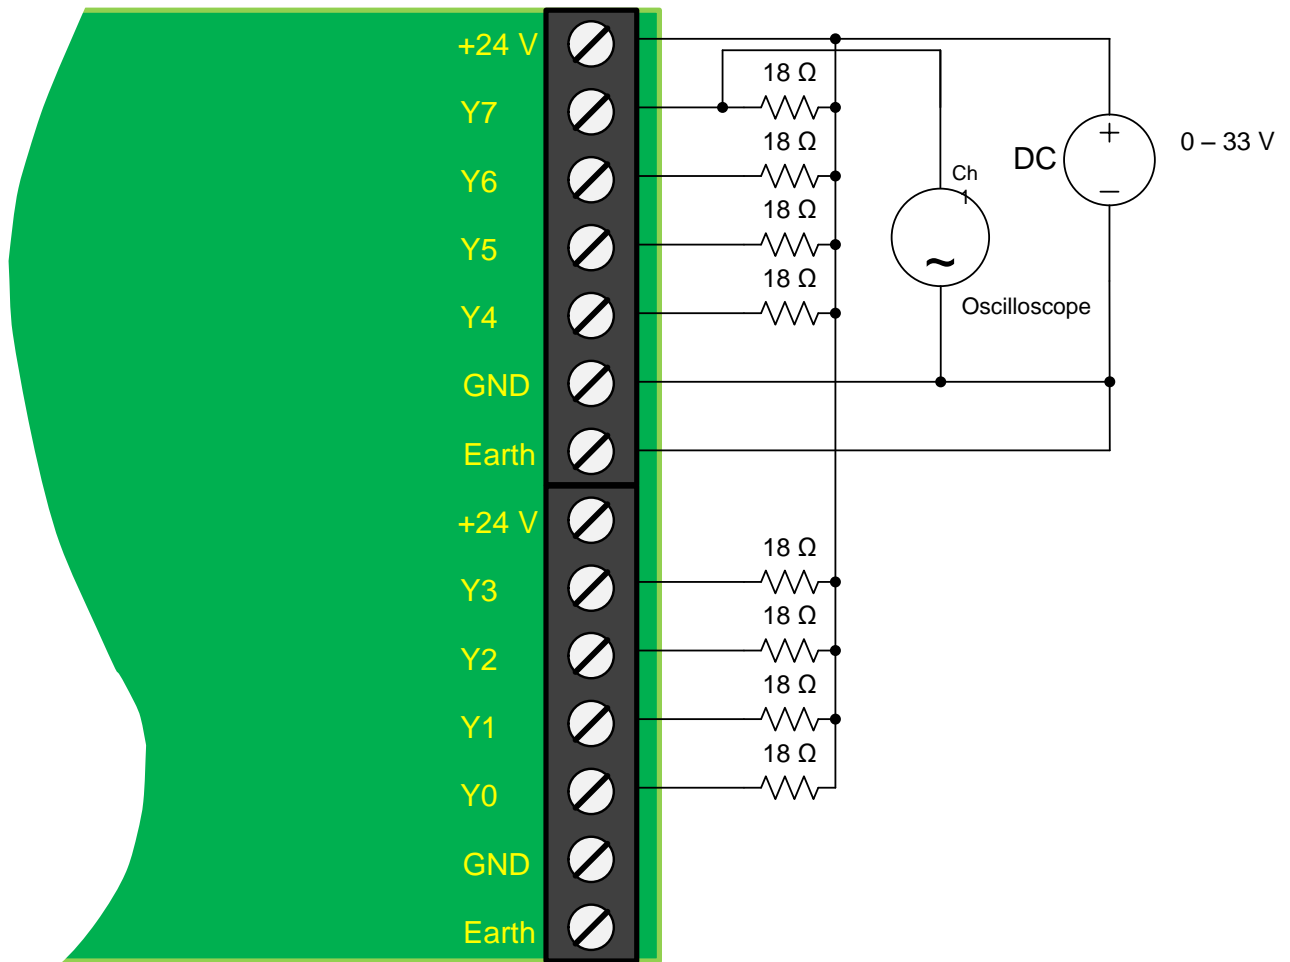 +24 V
Y7
Y6
Y5
Y4
GND
Earth
+24 V
Y3
Y2
Y1
Y0
GND
Earth
18 Ω
18 Ω
18 Ω
18 Ω
18 Ω
18 Ω
18 Ω
18 Ω
Ch
1
~
Oscilloscope
DC
+
–
0 – 33 V